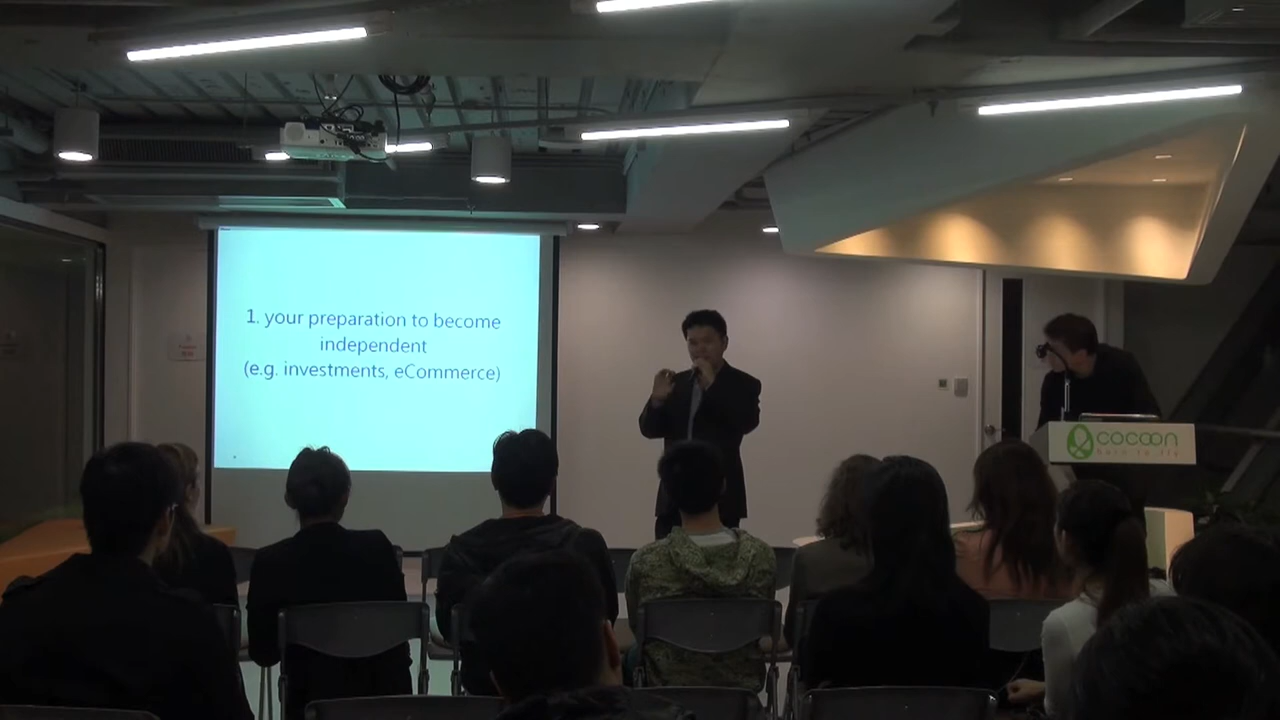 1. your preparation to become
independent
(e.g. investments, eCommerce)
cocoon
born to fly